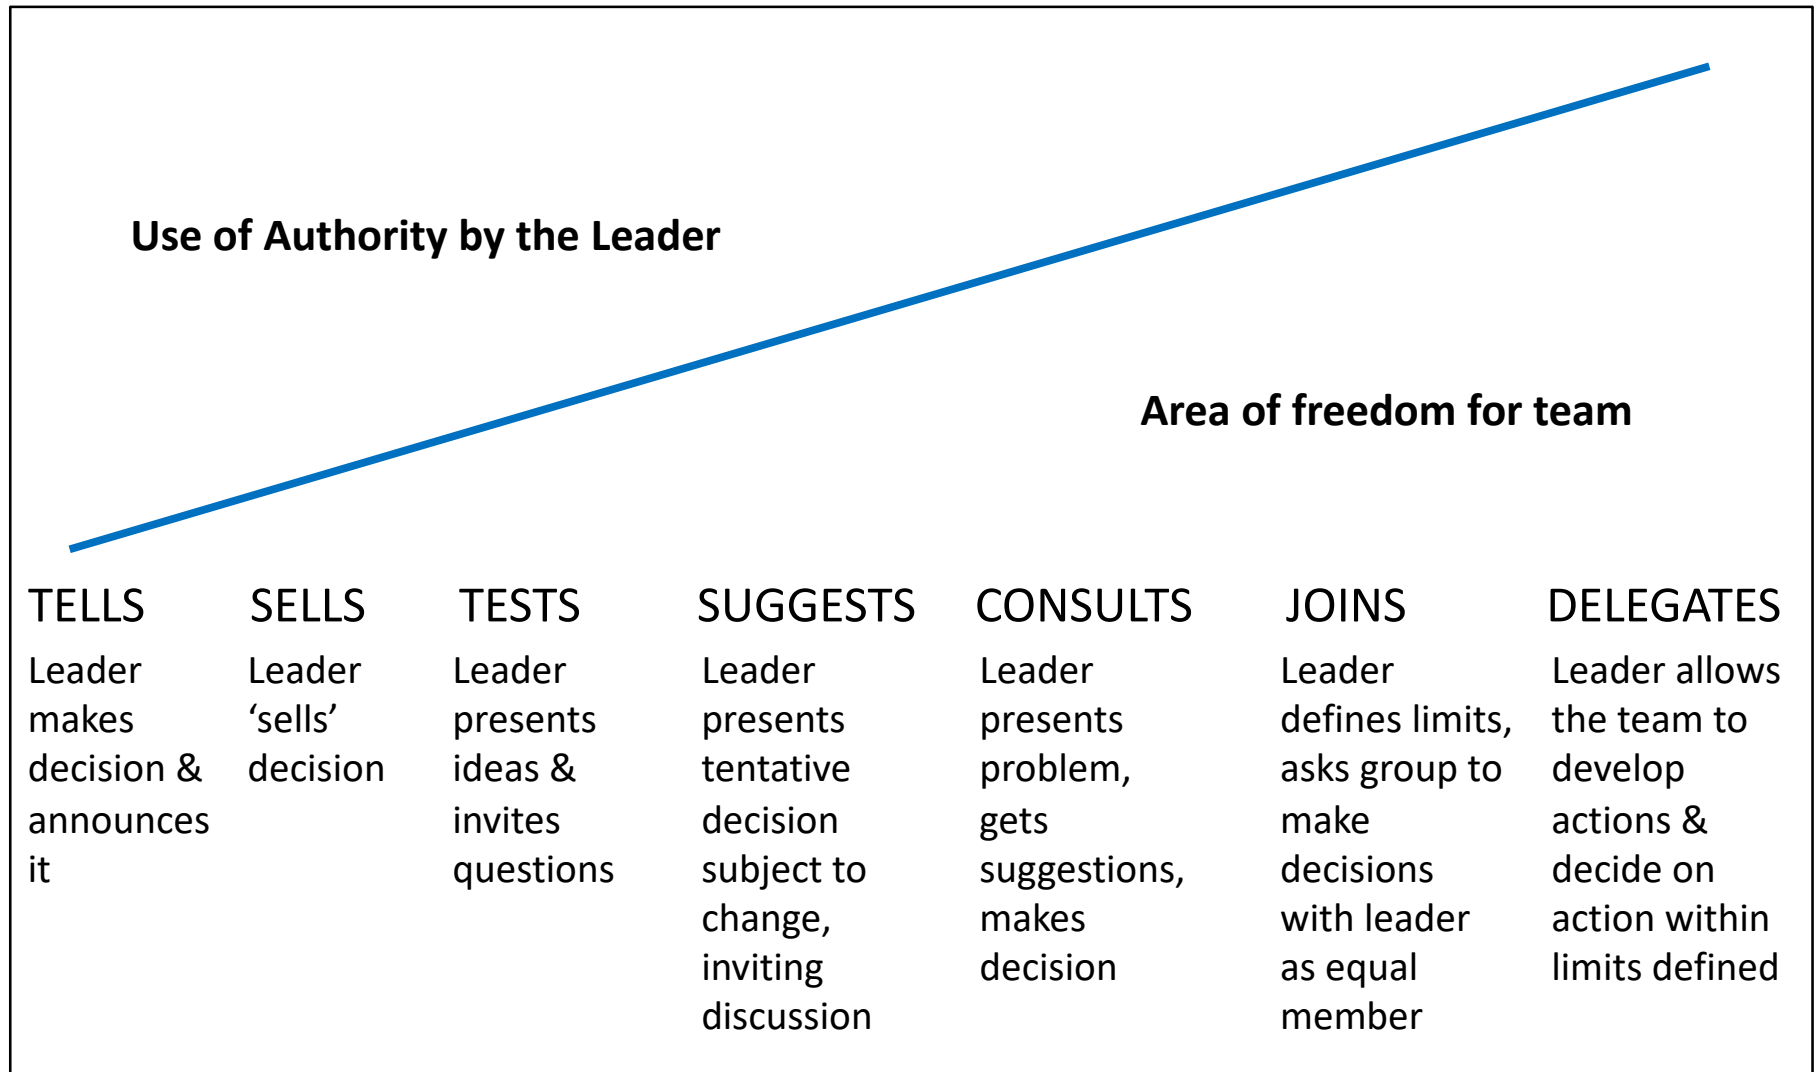 Use of Authority by the Leader
Area of freedom for team
TELLS
Leader
makes
decision &
announces
it
SELLS
Leader
‘sells’
decision
TESTS
Leader
presents
ideas &
invites
questions
SUGGESTS
Leader
presents
tentative
decision
subject to
change,
inviting
discussion
CONSULTS
Leader
presents
problem,
gets
suggestions,
makes
decision
JOINS
Leader
defines limits,
asks group to
make
decisions
with leader
as equal
member
DELEGATES
Leader allows
the team to
develop
actions &
decide on
action within
limits defined